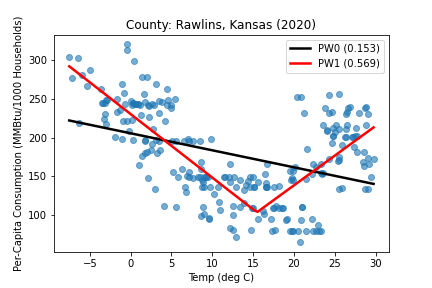 County: Rawlins, Kansas (2020)
PW0 (0.153)
PW1 (0.569)
Per-Capita Consumption (MMBtu/1000 Households)
300
250
200
150
100
−5
0
5
10
15
20
25
30
Temp (deg C)